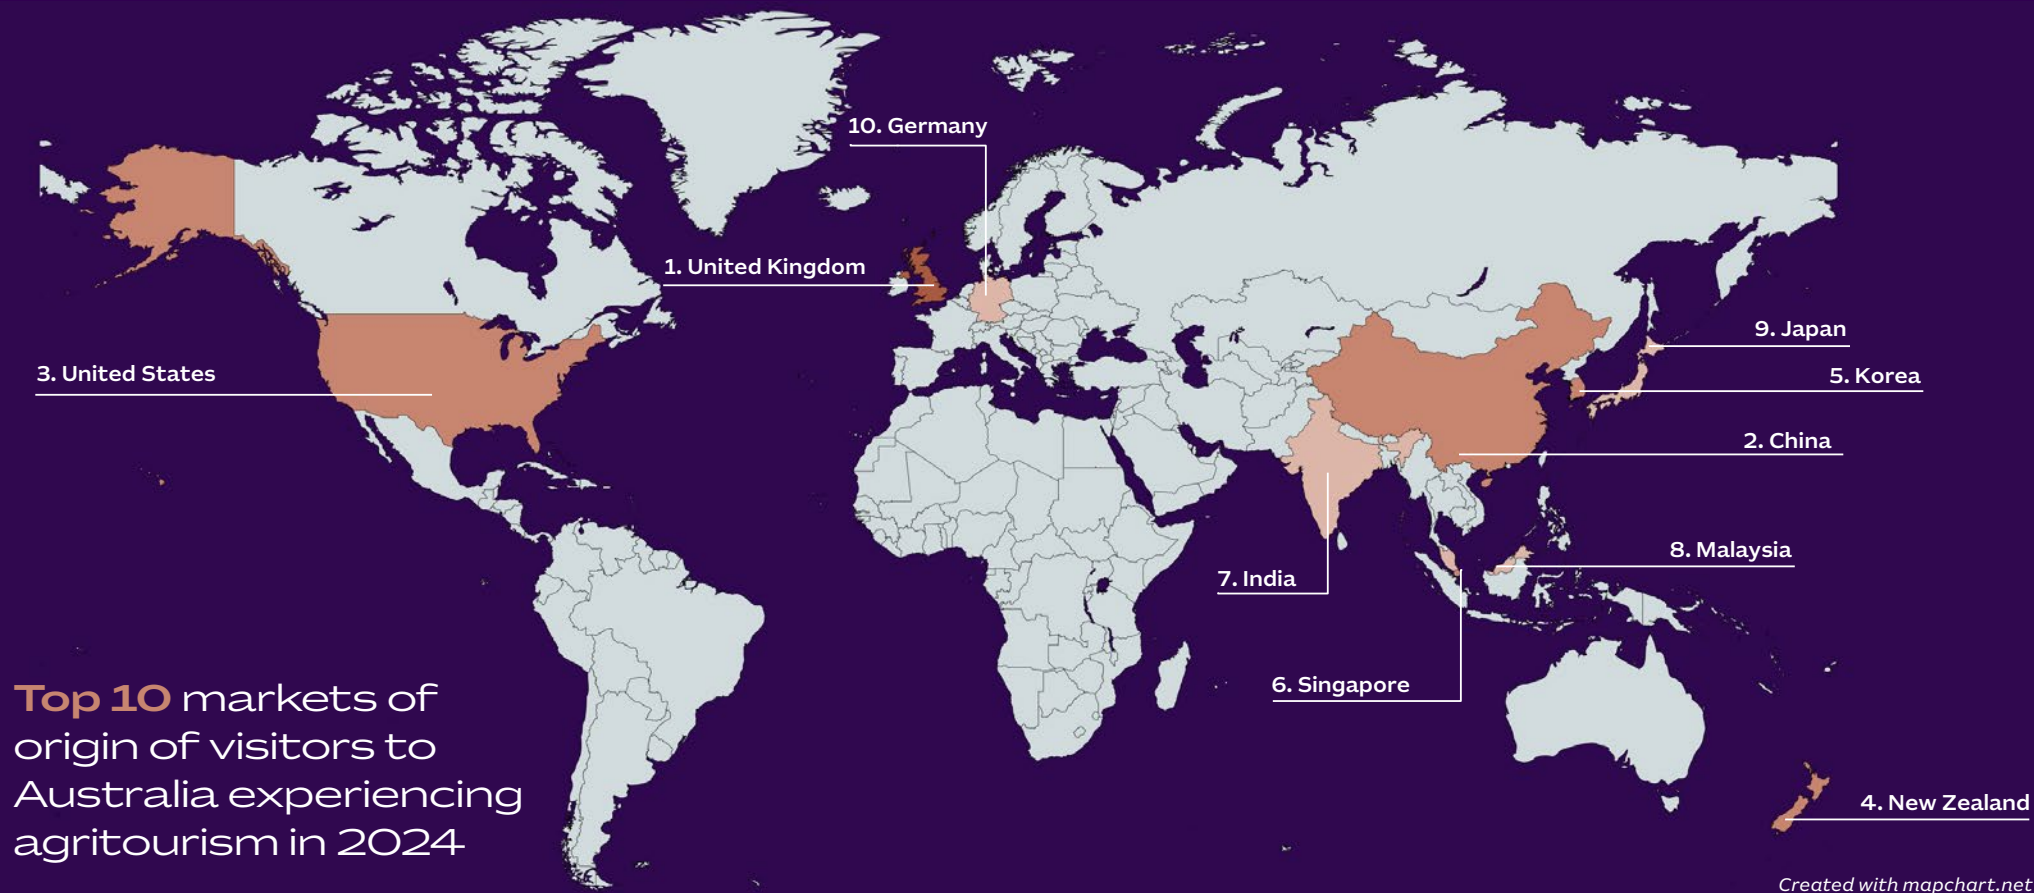 10. Germany
1. United Kingdom
9. Japan
3. United States
5. Korea
2. China
8. Malaysia
7. India
6. Singapore
Top 10 markets of
origin of visitors to
Australia experiencing
agritourism in 2024
4. New Zealand
Created with mapchart.net